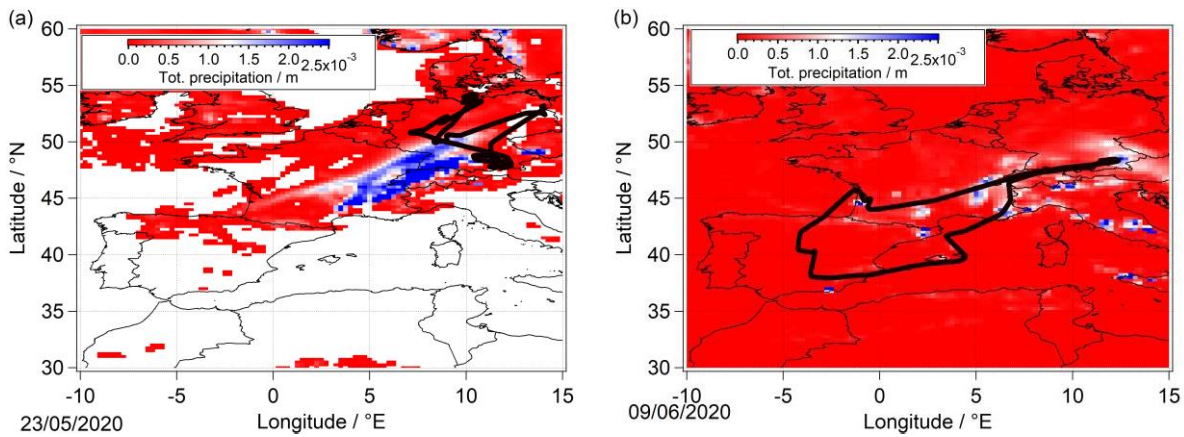 (a)
60
55
50
45
40
35
30
Latitude / °N
0.0 0.5 1.0 1.5 2.0 2.5x10⁻³
Tot. precipitation / m
-10 -5 0 5 10 15
Longitude / °E
23/05/2020
(b)
60
55
50
45
40
35
30
Latitude / °N
0.0 0.5 1.0 1.5 2.0 2.5x10⁻³
Tot. precipitation / m
-10 -5 0 5 10 15
Longitude / °E
09/06/2020